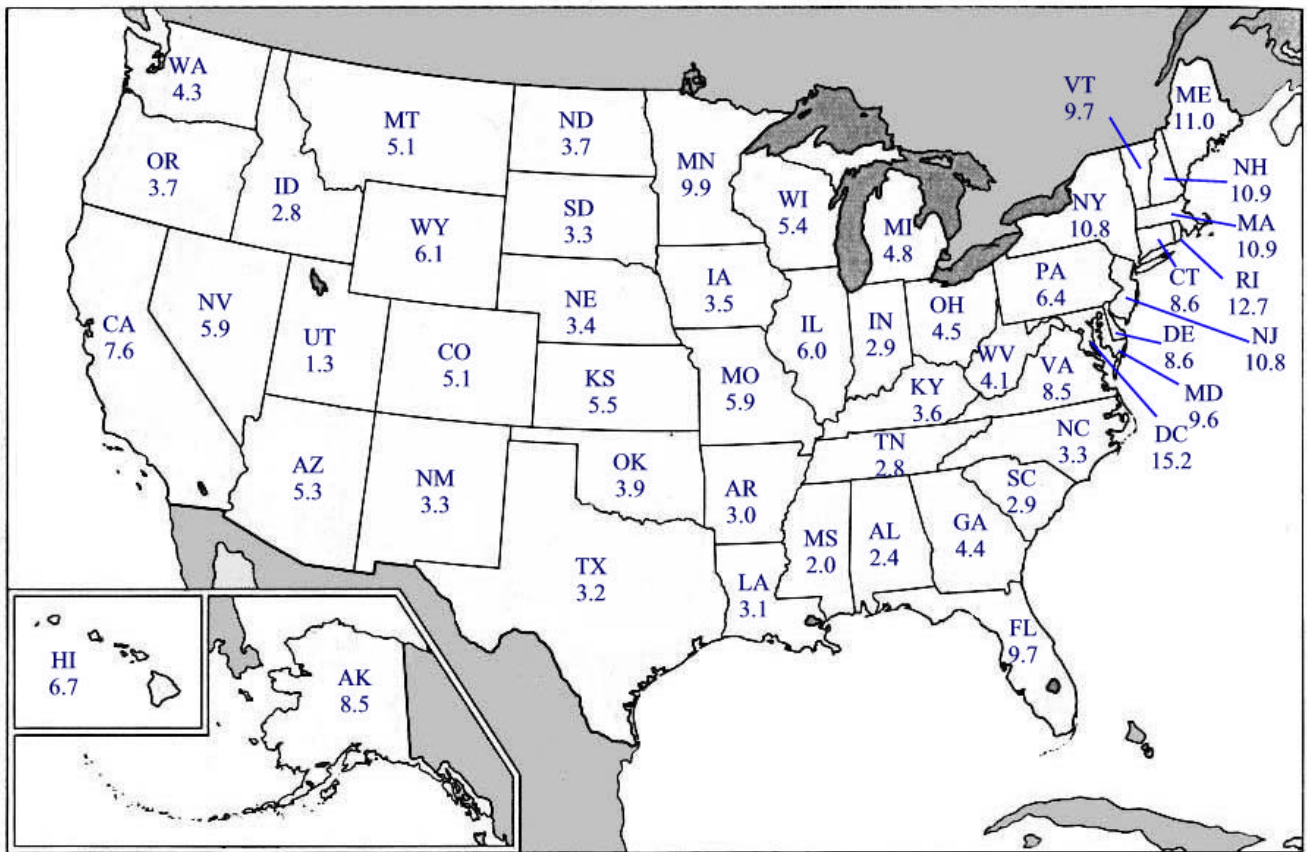 WA
4.3
MT
5.1
ND
3.7
MN
9.9
VT
9.7
ME
11.0
OR
3.7
ID
2.8
WY
6.1
SD
3.3
WI
5.4
MI
4.8
NY
10.8
NH
10.9
MA
10.9
RI
12.7
CT
8.6
NJ
10.8
CA
7.6
NV
5.9
UT
1.3
CO
5.1
NE
3.4
IA
3.5
IL
6.0
IN
2.9
OH
4.5
PA
6.4
DE
8.6
MD
9.6
DC
15.2
KS
5.5
MO
5.9
KY
3.6
WV
4.1
VA
8.5
AZ
5.3
NM
3.3
OK
3.9
AR
3.0
TN
2.8
NC
3.3
SC
2.9
TX
3.2
LA
3.1
MS
2.0
AL
2.4
GA
4.4
FL
9.7
HI
6.7
AK
8.5